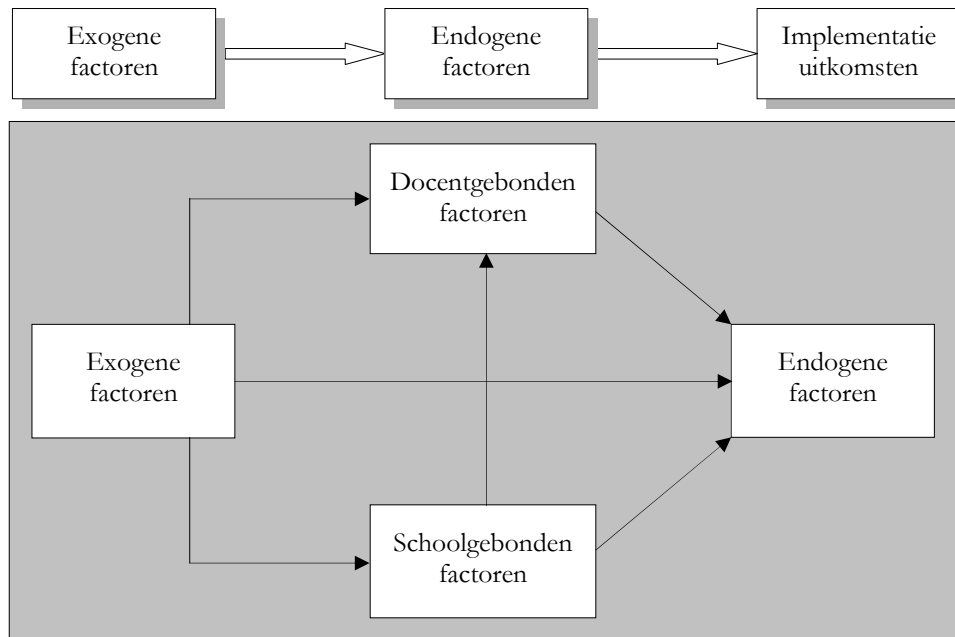 Exogene
factoren
Endogene
factoren
Implementatie
uitkomsten
Docentgebonden
factoren
Exogene
factoren
Endogene
factoren
Schoolgebonden
factoren